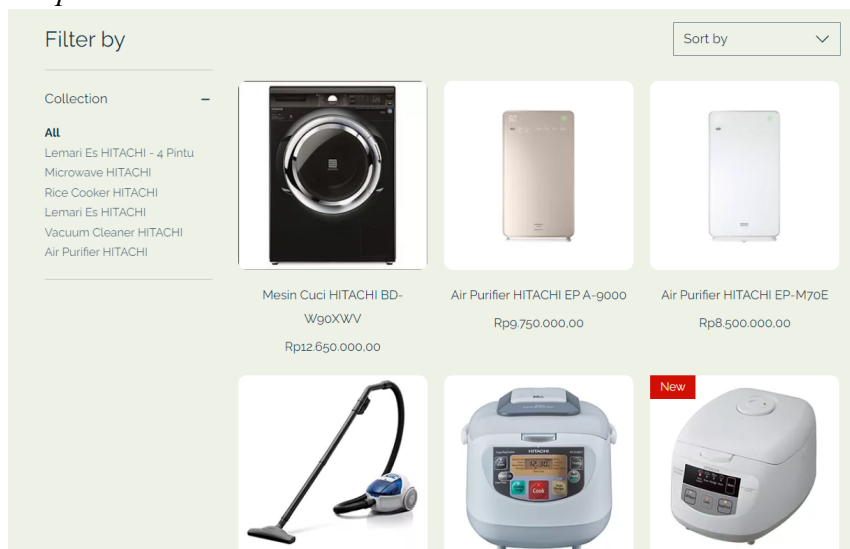 Filter by
Sort by
Collection
All
Lemari Es HITACHI - 4 Pintu
Microwave HITACHI
Rice Cooker HITACHI
Lemari Es HITACHI
Vacuum Cleaner HITACHI
Air Purifier HITACHI
Mesin Cuci HITACHI BD-
W90XWV
Rp12.650.000,00
Air Purifier HITACHI EP A-9000
Rp9.750.000,00
Air Purifier HITACHI EP-M70E
Rp8.500.000,00
HITACHI
12:30
Cook
New